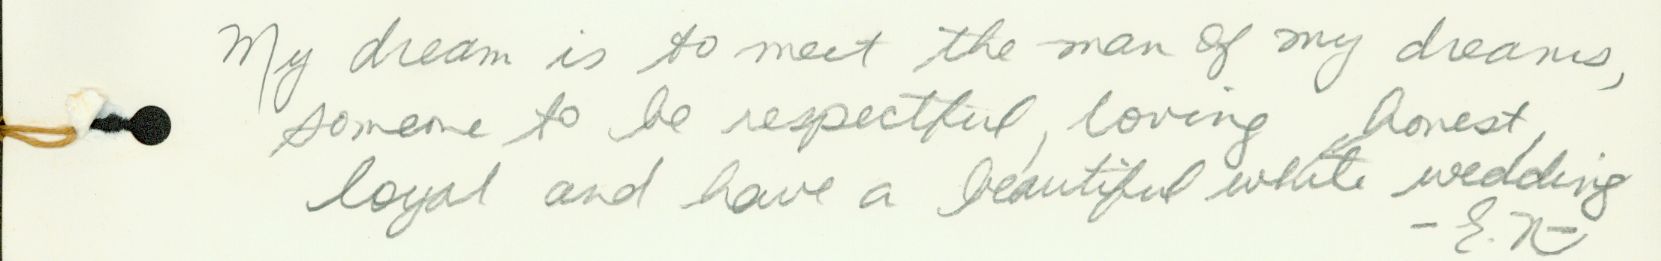 My dream is to meet the man of my dreams,
someone to be respectful, loving, honest,
loyal and have a beautiful white wedding
- E.K